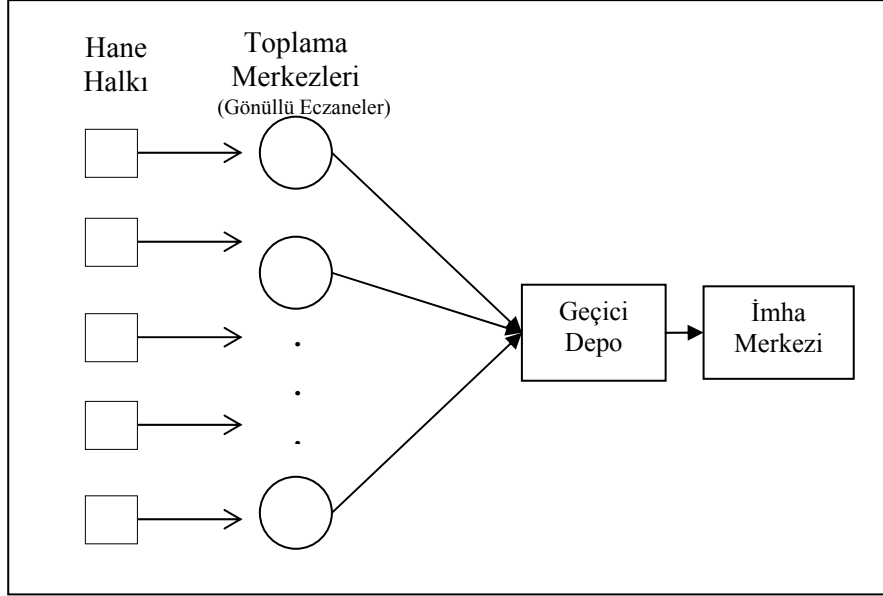 Hane
Halkı
Toplama
Merkezleri
(Gönüllü Eczaneler)
Geçici
Depo
İmha
Merkezi